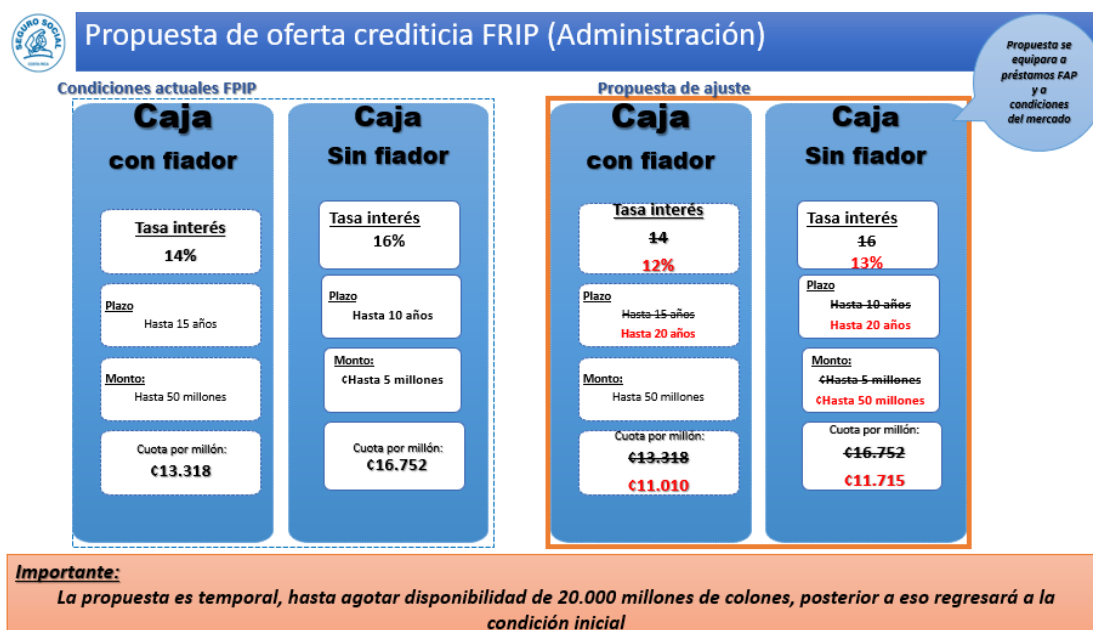 SEGURO SOCIAL
COSTA RICA
Propuesta de oferta crediticia FRIP (Administración)
Propuesta se
equipara a
préstamos FAP
y a
condiciones
del mercado
Condiciones actuales FPIP
Caja
con fiador
Tasa interés
14%
Plazo
Hasta 15 años
Monto:
Hasta 50 millones
Cuota por millón:
¢13.318
Caja
Sin fiador
Tasa interés
16%
Plazo
Hasta 10 años
Monto:
¢Hasta 5 millones
Cuota por millón:
¢16.752
Propuesta de ajuste
Caja
con fiador
Tasa interés
14
12%
Plazo
Hasta 15 años
Hasta 20 años
Monto:
Hasta 50 millones
Cuota por millón:
¢13.318
¢11.010
Caja
Sin fiador
Tasa interés
16
13%
Plazo
Hasta 10 años
Hasta 20 años
Monto:
¢Hasta 5 millones
¢Hasta 50 millones
Cuota por millón:
¢16.752
¢11.715
Importante:
La propuesta es temporal, hasta agotar disponibilidad de 20.000 millones de colones, posterior a eso regresará a la
condición inicial